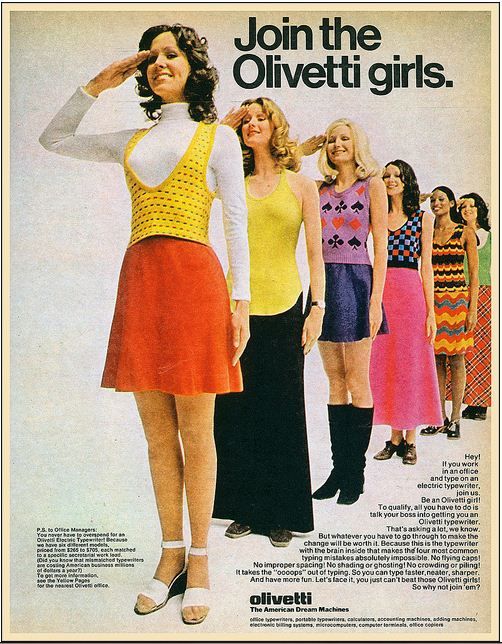 Join the
Olivetti girls.
Hey!
If you work
in an office
and type on an
electric typewriter,
join us.
Be an Olivetti girl!
To qualify, all you have to do is
talk your boss into getting you an
Olivetti typewriter.
That's asking a lot, we know.
But whatever you have to go through to make the
change will be worth it. Because this is the typewriter
with the brain inside that makes the four most common
typing mistakes absolutely impossible. No flying caps!
No improper spacing! No shading or ghosting! No crowding or piling!
It takes the "oooops" out of typing. So you can type faster, neater, sharper.
And have more fun. Let's face it, you just can't beat those Olivetti girls!
So why not join 'em?
P.S. to Office Managers:
You never have to overspend for an
Olivetti Electric Typewriter! Because
we have six different models,
priced from $265 to $705, each matched
to a specific secretarial work load.
(Did you know that mismatched typewriters
are costing American business millions
of dollars a year?)
To get more information,
see the Yellow Pages
for the nearest Olivetti office.
olivetti
The American Dream Machines
office typewriters, portable typewriters, calculators, accounting machines, adding machines,
electronic billing systems, microcomputers, computer terminals, office copiers